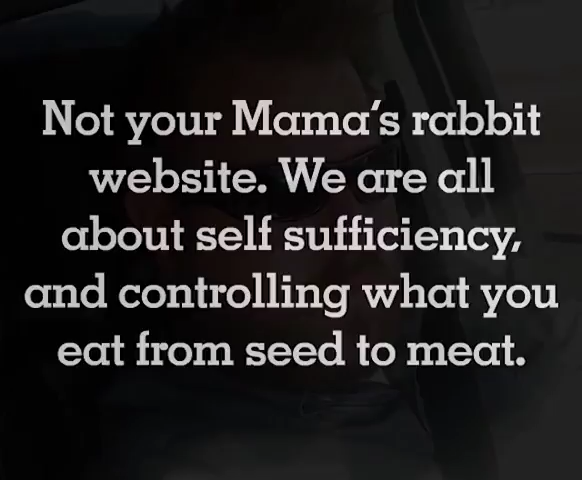 Not your Mama's rabbit
website. We are all
about self sufficiency,
and controlling what you
eat from seed to meat.